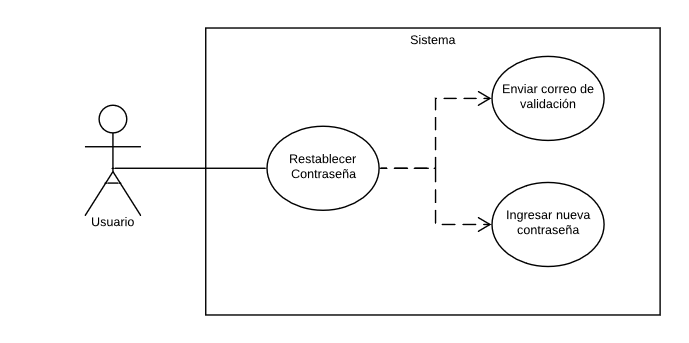 Sistema
Enviar correo de
validación
Restablecer
Contraseña
Ingresar nueva
contraseña
Usuario